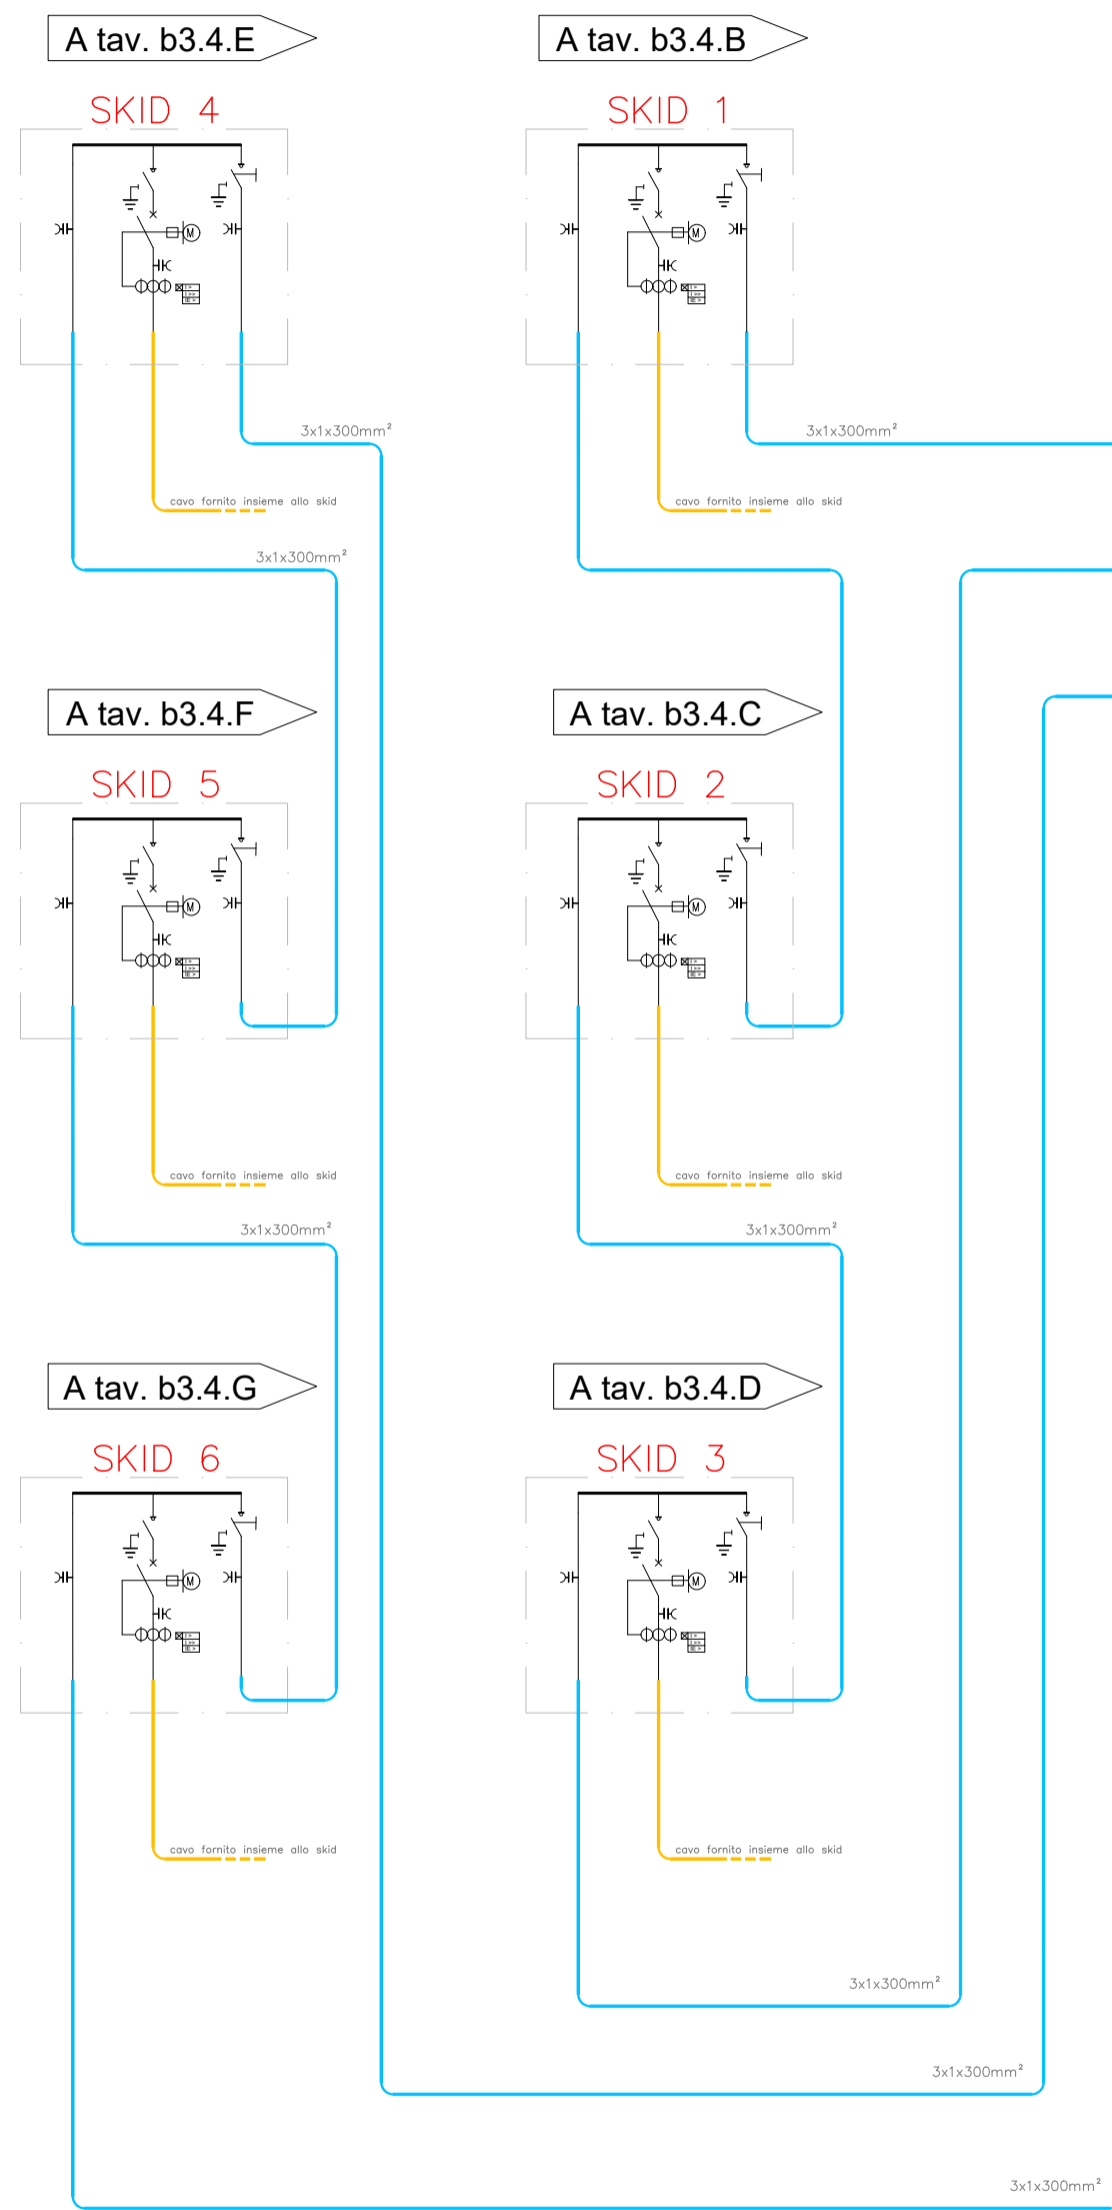 A tav. b3.4.E
A tav. b3.4.B
SKID 4
SKID 1
M
M
3x1x300mm²
3x1x300mm²
cavo fornito insieme allo skid
cavo fornito insieme allo skid
3x1x300mm²
A tav. b3.4.F
A tav. b3.4.C
SKID 5
SKID 2
M
M
cavo fornito insieme allo skid
cavo fornito insieme allo skid
3x1x300mm²
3x1x300mm²
A tav. b3.4.G
A tav. b3.4.D
SKID 6
SKID 3
M
M
cavo fornito insieme allo skid
cavo fornito insieme allo skid
3x1x300mm²
3x1x300mm²
3x1x300mm²